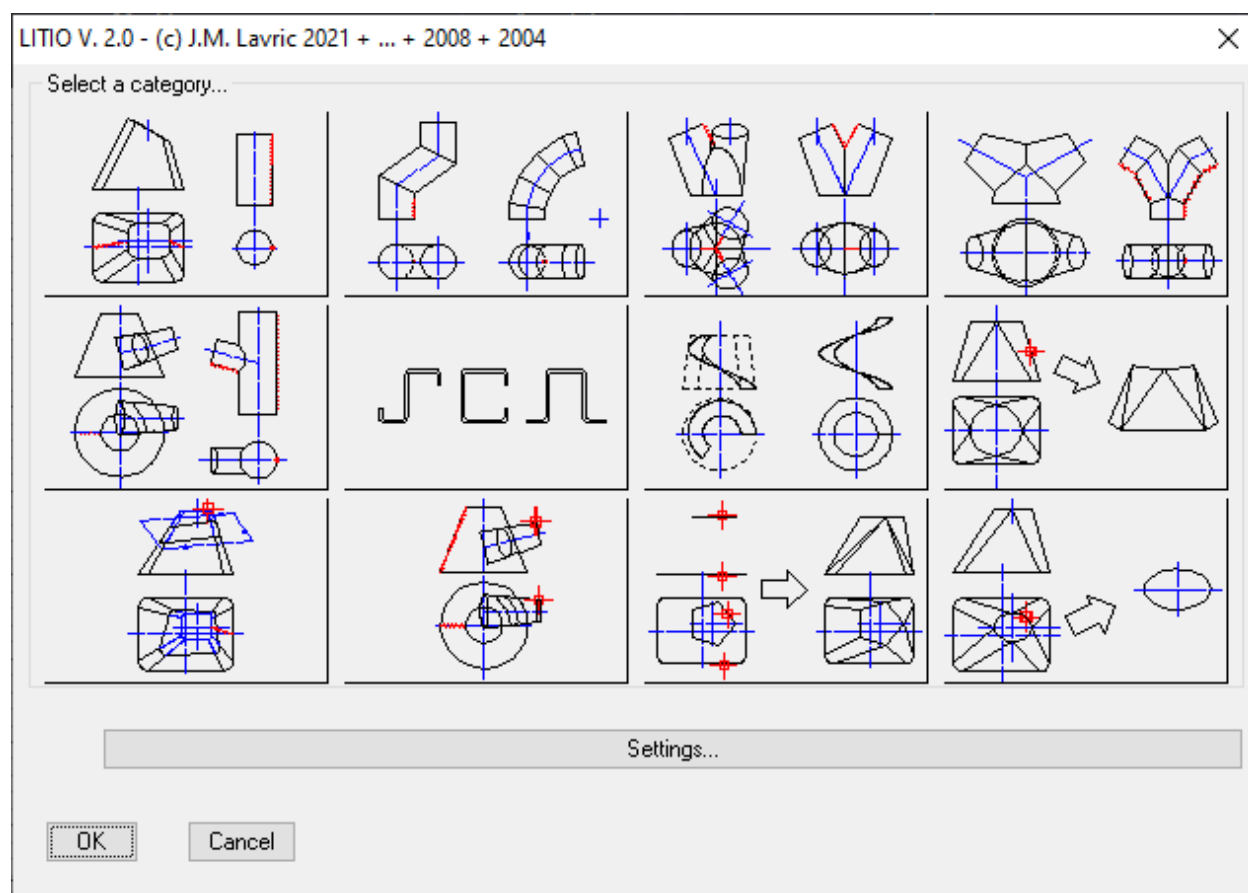 LITIO V. 2.0 - (c) J.M. Lavric 2021 + ... + 2008 + 2004
Select a category...
Settings...
OK
Cancel